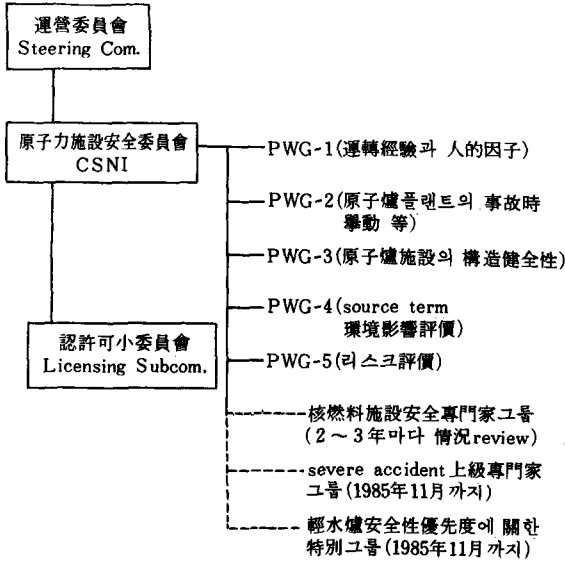 運營委員會
Steering Com.
原子力施設安全委員會
CSNI
PWG-1(運轉經驗과 人的因子)
PWG-2(原子爐플랜트의 事故時
擧動 等)
PWG-3(原子爐施設의 構造健全性)
PWG-4(source term
環境影響評價)
認許可小委員會
Licensing Subcom.
PWG-5(리스크評價)
核燃料施設安全專門家그룹
(2～3年마다 情況review)
severe accident上級專門家
그룹(1985年11月까지)
輕水爐安全性優先度에 關한
特別그룹(1985年11月까지)